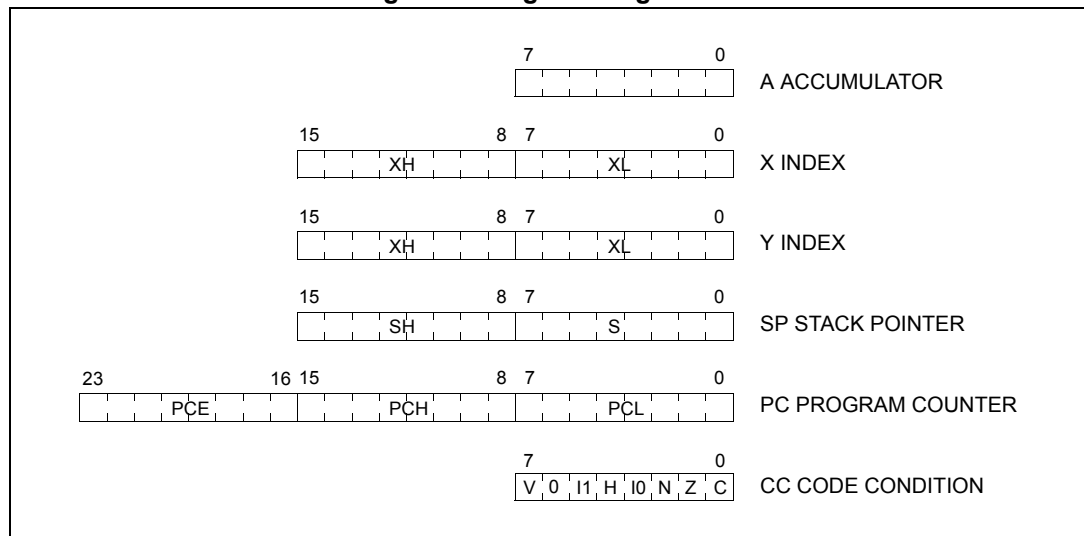 7 0
A ACCUMULATOR
15 8 7 0
XH XL X INDEX
15 8 7 0
XH XL Y INDEX
15 8 7 0
SH S SP STACK POINTER
23 16 15 8 7 0
PCE PCH PCL PC PROGRAM COUNTER
7 0
V 0 I1 H I0 N Z C CC CODE CONDITION